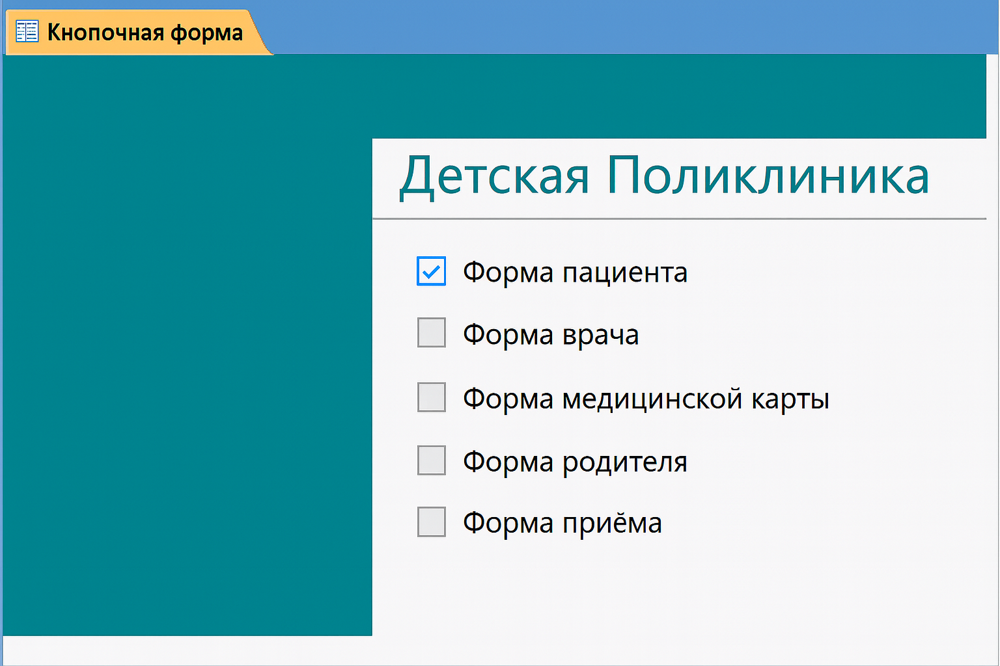 Кнопочная форма
Детская Поликлиника
Форма пациента
Форма врача
Форма медицинской карты
Форма родителя
Форма приёма